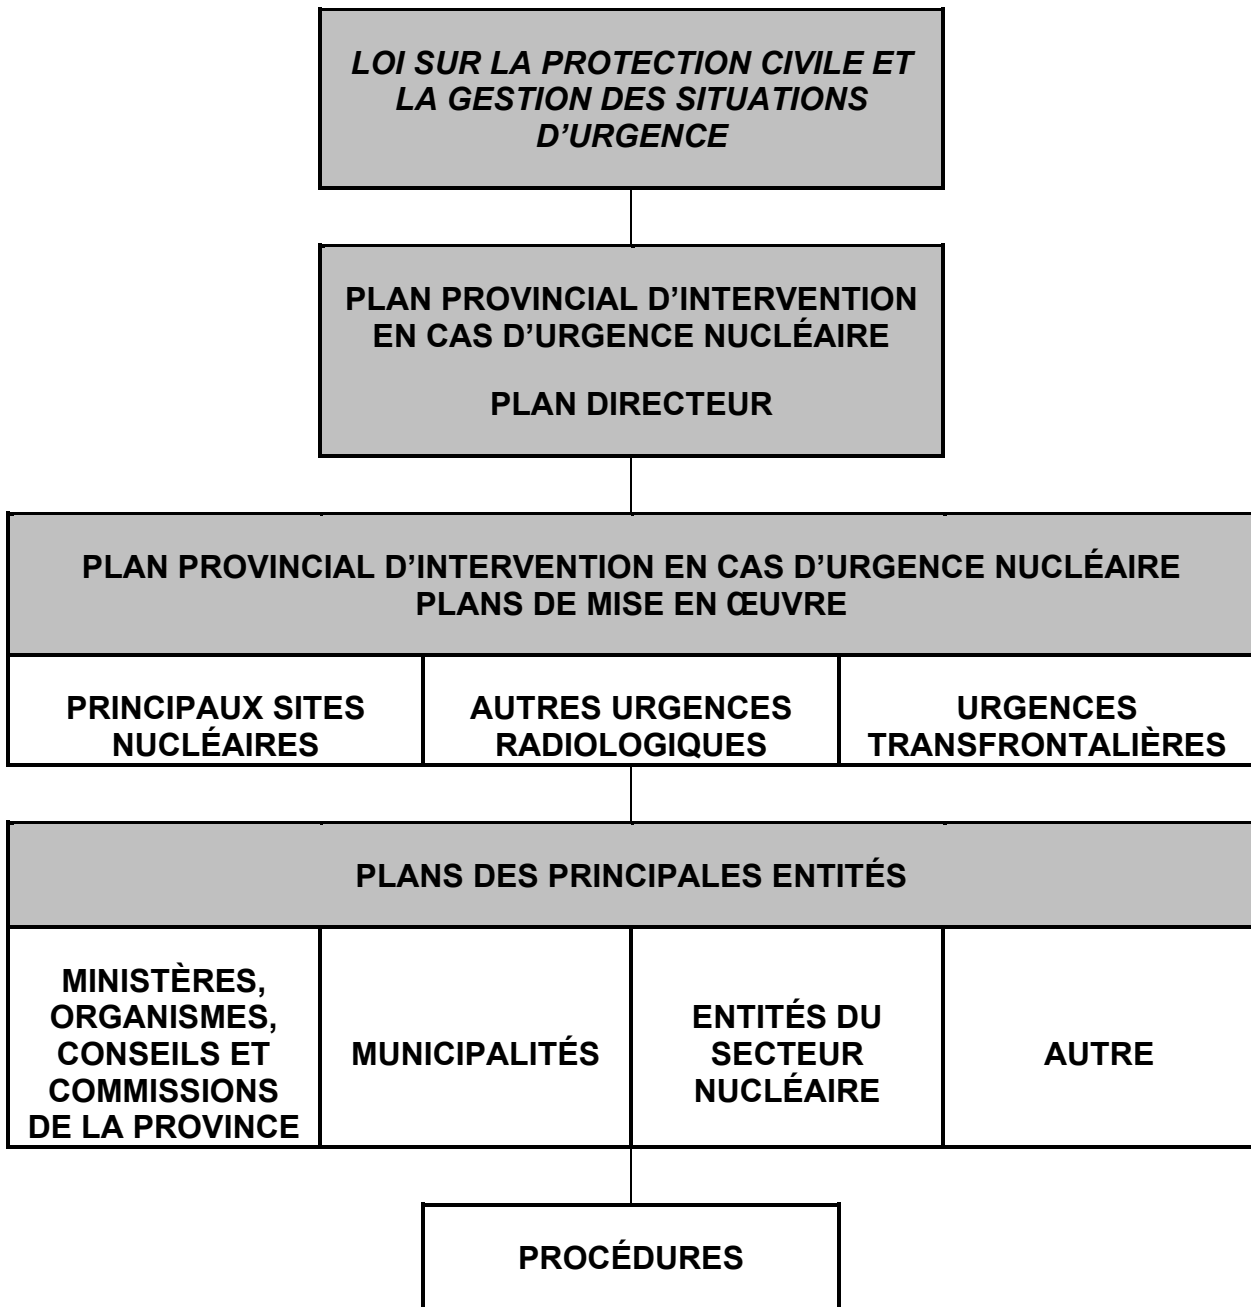 LOI SUR LA PROTECTION CIVILE ET
LA GESTION DES SITUATIONS
D’URGENCE
PLAN PROVINCIAL D’INTERVENTION
EN CAS D’URGENCE NUCLÉAIRE
PLAN DIRECTEUR
PLAN PROVINCIAL D’INTERVENTION EN CAS D’URGENCE NUCLÉAIRE
PLANS DE MISE EN ŒUVRE
PRINCIPAUX SITES
NUCLÉAIRES
AUTRES URGENCES
RADIOLOGIQUES
URGENCES
TRANSFRONTALIÈRES
PLANS DES PRINCIPALES ENTITÉS
MINISTÈRES,
ORGANISMES,
CONSEILS ET
COMMISSIONS
DE LA PROVINCE
MUNICIPALITÉS
ENTITÉS DU
SECTEUR
NUCLÉAIRE
AUTRE
PROCÉDURES